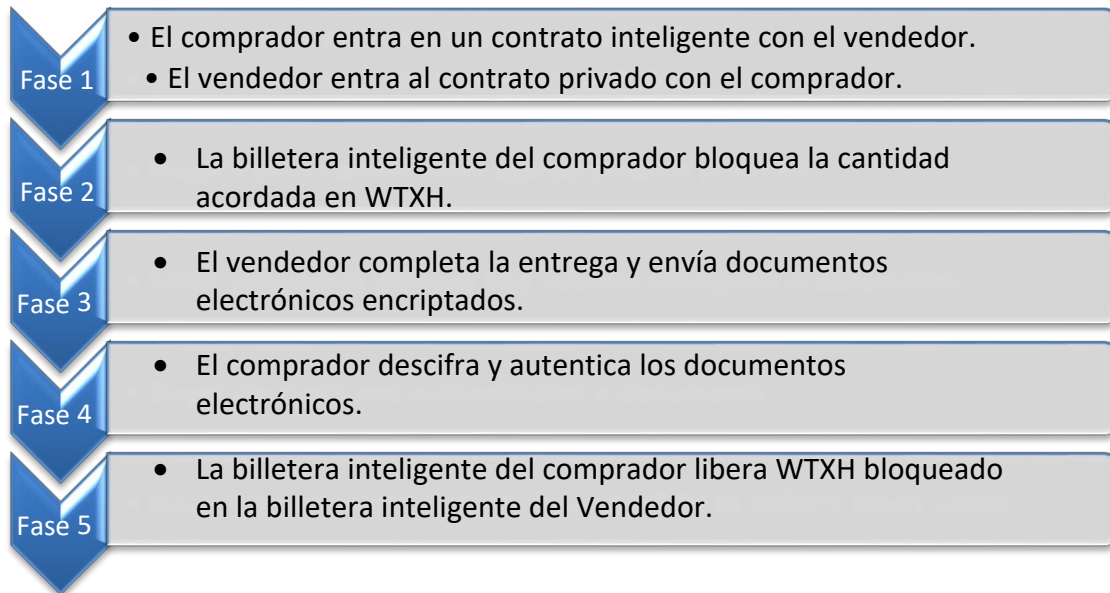 • El comprador entra en un contrato inteligente con el vendedor.
• El vendedor entra al contrato privado con el comprador.
Fase 1
• La billetera inteligente del comprador bloquea la cantidad
acordada en WTXH.
Fase 2
• El vendedor completa la entrega y envía documentos
electrónicos encriptados.
Fase 3
• El comprador descifra y autentica los documentos
electrónicos.
Fase 4
• La billetera inteligente del comprador libera WTXH bloqueado
en la billetera inteligente del Vendedor.
Fase 5